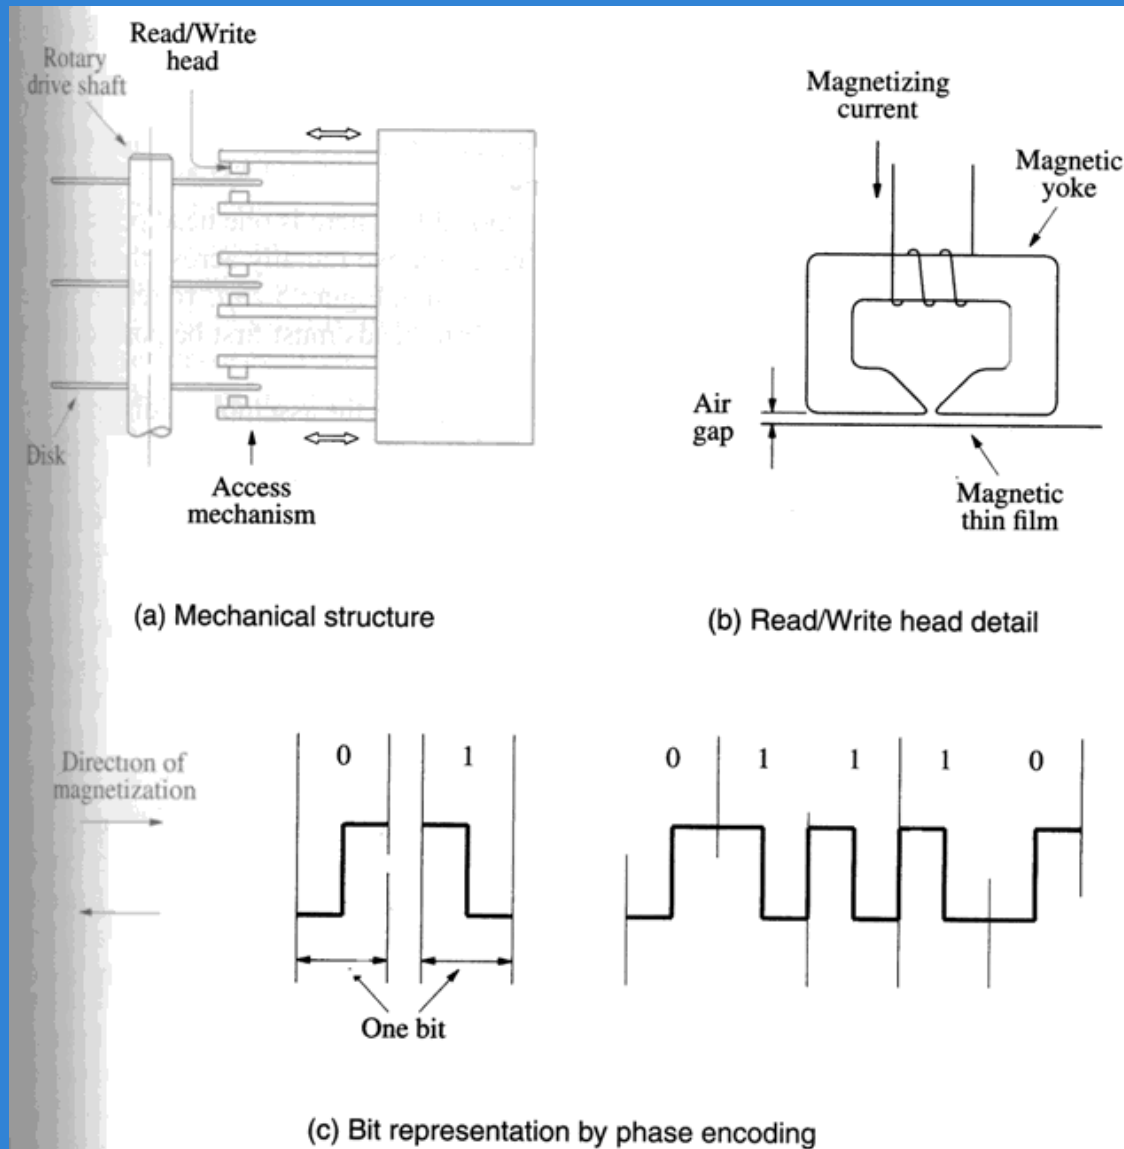 Read/Write
head
Rotary
drive shaft
Disk
Access
mechanism
(a) Mechanical structure
Magnetizing
current
Magnetic
yoke
Air
gap
Magnetic
thin film
(b) Read/Write head detail
Direction of
magnetization
0 1
0 1 1 1 0
One bit
(c) Bit representation by phase encoding